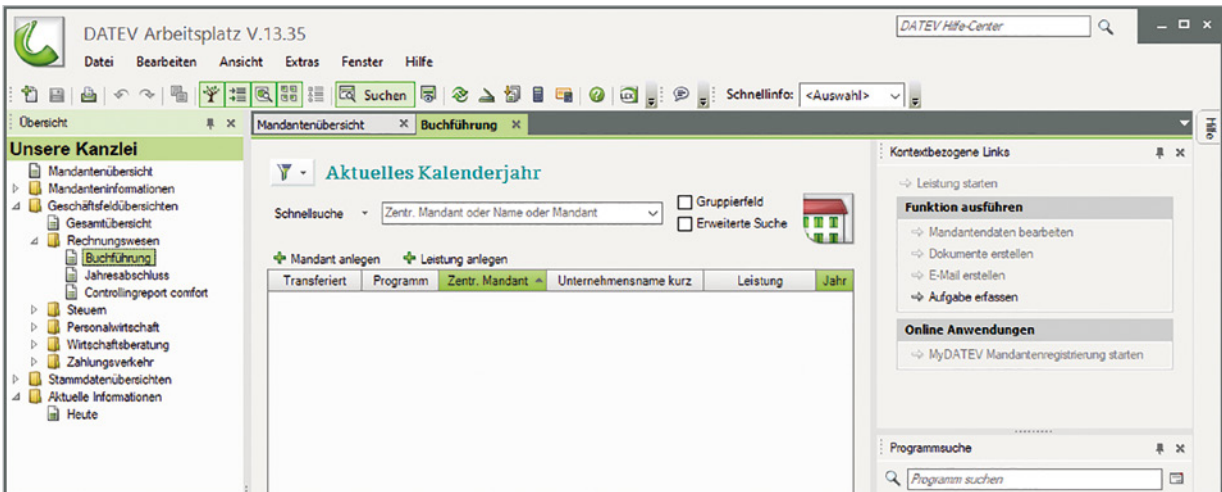 DATEV Arbeitsplatz V.13.35
DATEV Hilfe-Center
Datei Bearbeiten Ansicht Extras Fenster Hilfe
Suchen Schnellinfo: <Auswahl>
Übersicht
Unsere Kanzlei
Mandantenübersicht
Mandanteninformationen
Geschäftsfeldübersichten
Gesamtübersicht
Rechnungswesen
Buchführung
Jahresabschluss
Controllingreport comfort
Steuern
Personalwirtschaft
Wirtschaftsberatung
Zahlungsverkehr
Stammdatenübersichten
Aktuelle Informationen
Heute
Mandantenübersicht Buchführung
Aktuelles Kalenderjahr
Schnellsuche Zentr. Mandant oder Name oder Mandant
Gruppierfeld
Erweiterte Suche
Mandant anlegen Leistung anlegen
Transferiert Programm Zentr. Mandant Unternehmensname kurz Leistung Jahr
Kontextbezogene Links
Leistung starten
Funktion ausführen
Mandantendaten bearbeiten
Dokumente erstellen
E-Mail erstellen
Aufgabe erfassen
Online Anwendungen
MyDATEV Mandantenregistrierung starten
Programmsuche
Programm suchen
Hilfe